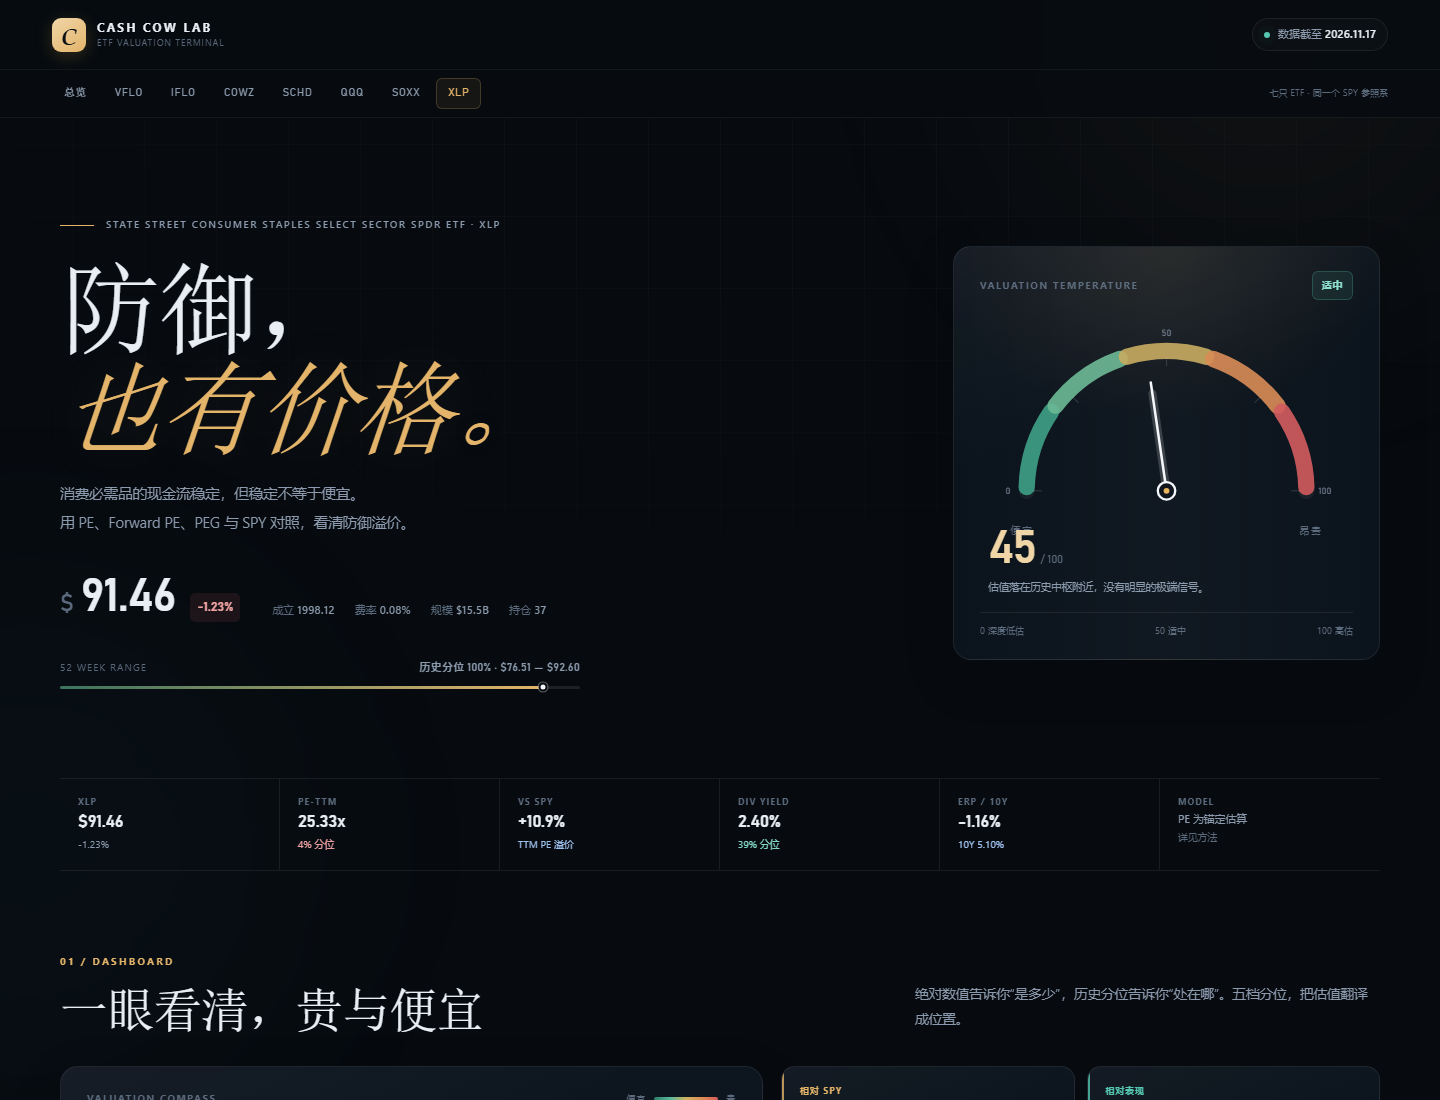 C
CASH COW LAB
ETF VALUATION TERMINAL
数据截至 2026.11.17
总览
VFLO
IFLO
COWZ
SCHD
QQQ
SOXX
XLP
七只 ETF · 同一个 SPY 参照系
STATE STREET CONSUMER STAPLES SELECT SECTOR SPDR ETF · XLP
防御，
也有价格。
消费必需品的现金流稳定，但稳定不等于便宜。
用 PE、Forward PE、PEG 与 SPY 对照，看清防御溢价。
$ 91.46 -1.23% 成立 1998.12 费率 0.08% 规模 $15.5B 持仓 37
52 WEEK RANGE
历史分位 100% · $76.51 — $92.60
VALUATION TEMPERATURE
适中
50
0
100
便宜
昂贵
45 / 100
估值落在历史中枢附近，没有明显的极端信号。
0 深度低估
50 适中
100 高估
XLP
$91.46
-1.23%
PE-TTM
25.33x
4% 分位
VS SPY
+10.9%
TTM PE 溢价
DIV YIELD
2.40%
39% 分位
ERP / 10Y
-1.16%
10Y 5.10%
MODEL
PE 为锚定估算
详见方法
01 / DASHBOARD
一眼看清，贵与便宜
绝对数值告诉你“是多少”，历史分位告诉你“处在哪”。五档分位，把估值翻译
成位置。
VALUATION COMPASS
便宜
贵
相对 SPY
相对表现